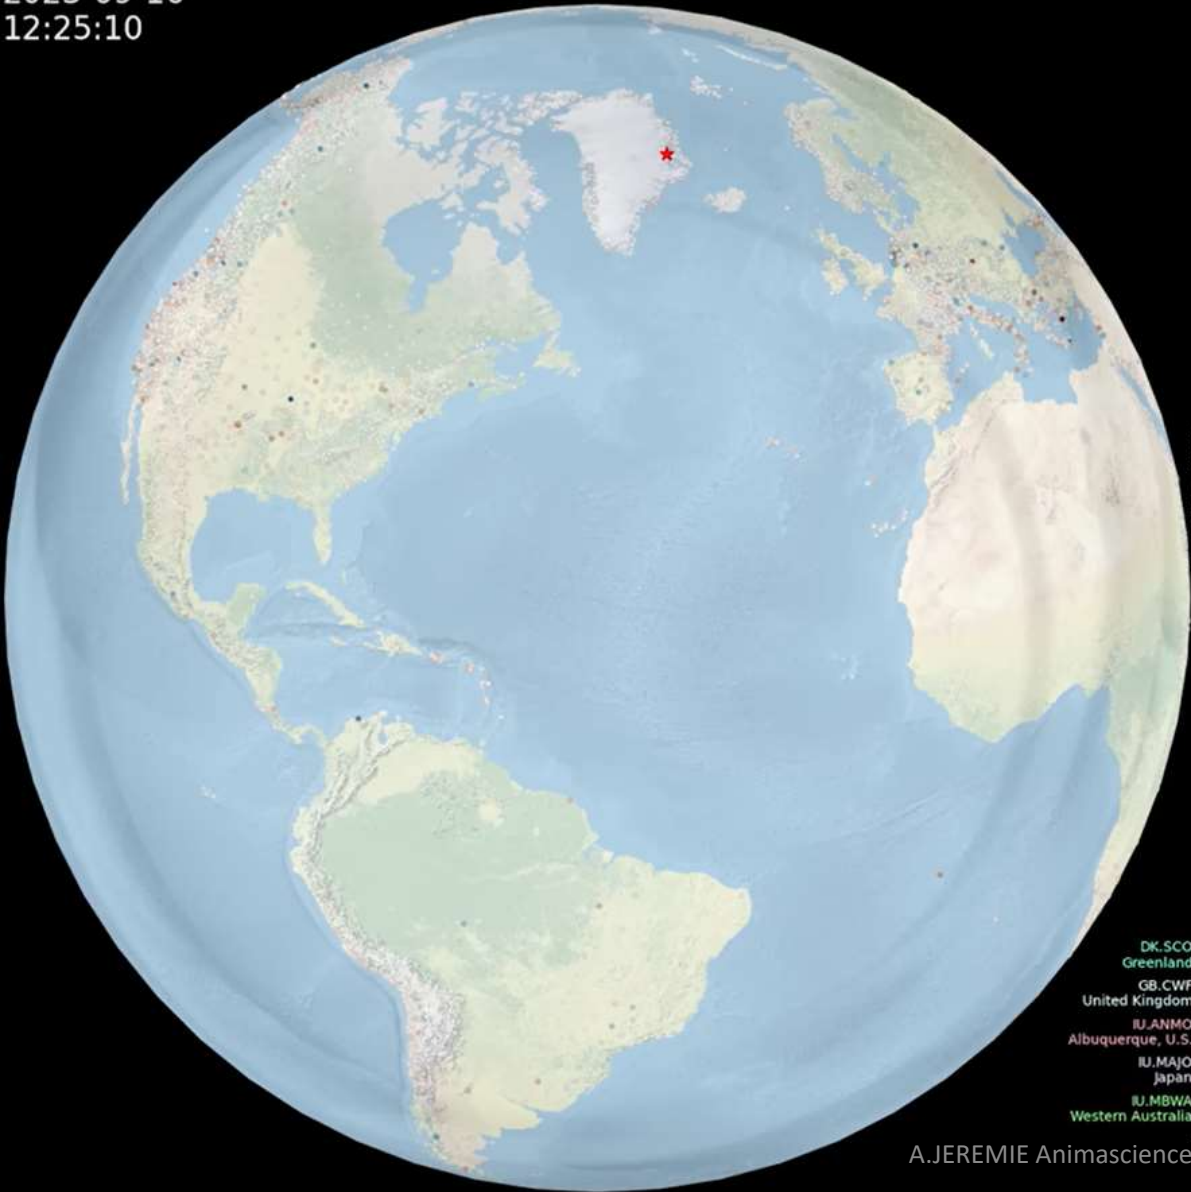 12:25:10
DK.SCO
Greenland
GB.CWF
United Kingdom
IU.ANMO
Albuquerque, U.S.
IU.MAJO
Japan
IU.MBWA
Western Australia
A.JEREMIE Animascience